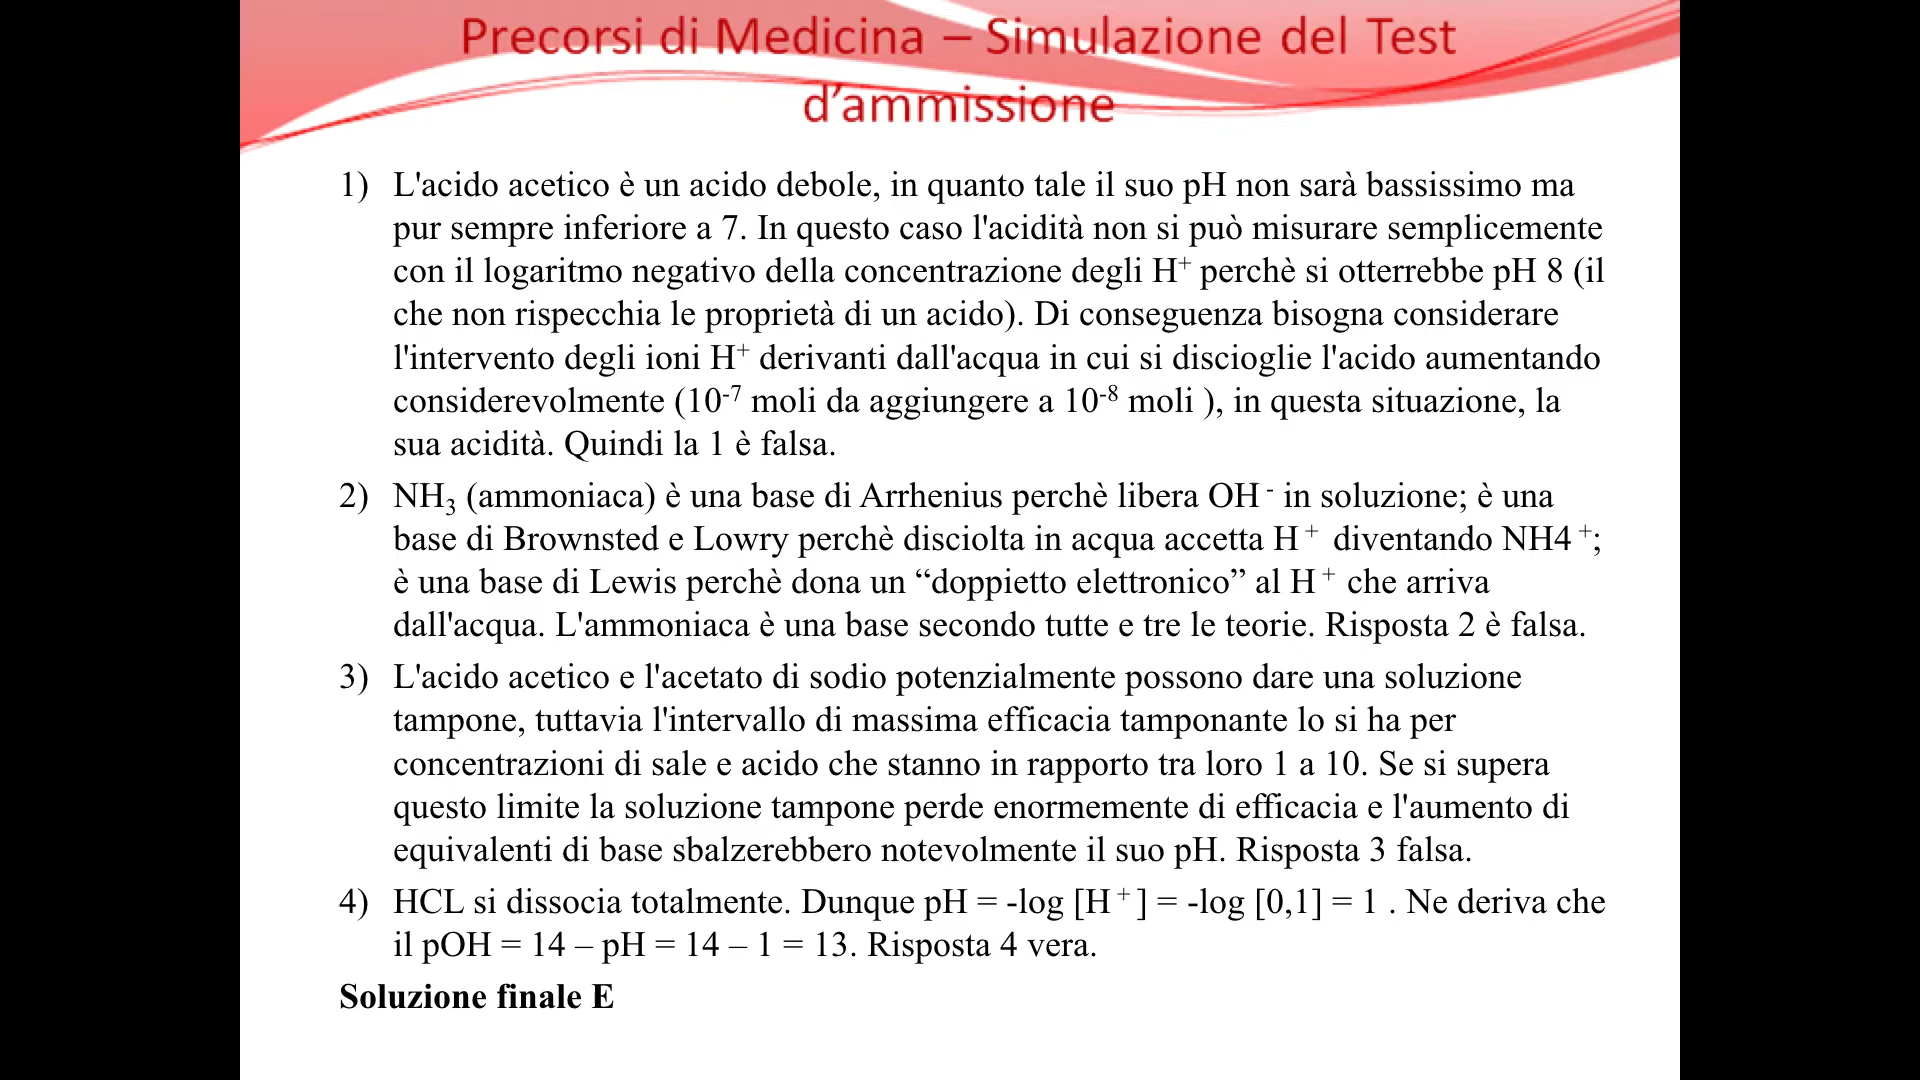 Precorsi di Medicina – Simulazione del Test
d’ammissione
1) L'acido acetico è un acido debole, in quanto tale il suo pH non sarà bassissimo ma
pur sempre inferiore a 7. In questo caso l'acidità non si può misurare semplicemente
con il logaritmo negativo della concentrazione degli H⁺ perchè si otterrebbe pH 8 (il
che non rispecchia le proprietà di un acido). Di conseguenza bisogna considerare
l'intervento degli ioni H⁺ derivanti dall'acqua in cui si discioglie l'acido aumentando
considerevolmente (10⁻⁷ moli da aggiungere a 10⁻⁸ moli ), in questa situazione, la
sua acidità. Quindi la 1 è falsa.
2) NH₃ (ammoniaca) è una base di Arrhenius perchè libera OH ⁻ in soluzione; è una
base di Brownsted e Lowry perchè disciolta in acqua accetta H ⁺ diventando NH4 ⁺;
è una base di Lewis perchè dona un “doppietto elettronico” al H ⁺ che arriva
dall'acqua. L'ammoniaca è una base secondo tutte e tre le teorie. Risposta 2 è falsa.
3) L'acido acetico e l'acetato di sodio potenzialmente possono dare una soluzione
tampone, tuttavia l'intervallo di massima efficacia tamponante lo si ha per
concentrazioni di sale e acido che stanno in rapporto tra loro 1 a 10. Se si supera
questo limite la soluzione tampone perde enormemente di efficacia e l'aumento di
equivalenti di base sbalzerebbero notevolmente il suo pH. Risposta 3 falsa.
4) HCL si dissocia totalmente. Dunque pH = -log [H ⁺ ] = -log [0,1] = 1 . Ne deriva che
il pOH = 14 – pH = 14 – 1 = 13. Risposta 4 vera.
Soluzione finale E